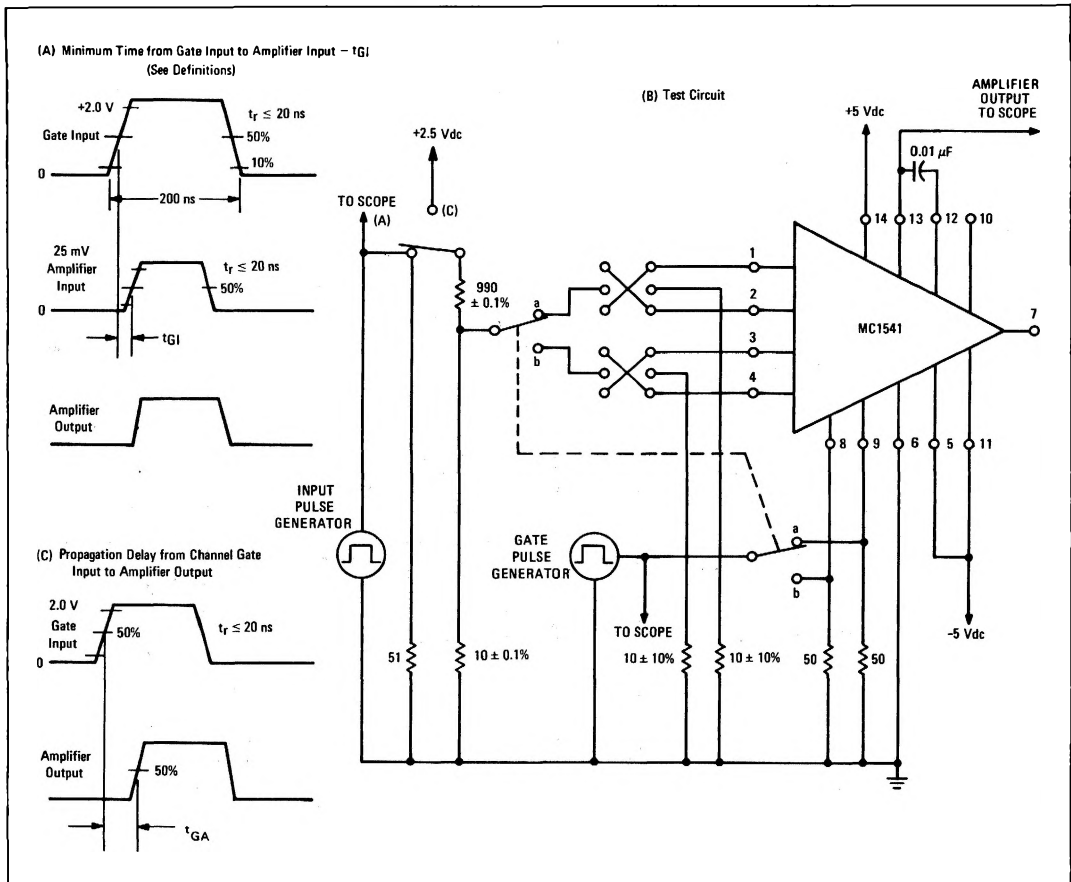 (A) Minimum Time from Gate Input to Amplifier Input – tGI
(See Definitions)
+2.0 V
tr ≤ 20 ns
Gate Input
50%
10%
0
200 ns
25 mV
Amplifier
Input
tr ≤ 20 ns
50%
0
tGI
Amplifier
Output
(C) Propagation Delay from Channel Gate
Input to Amplifier Output
2.0 V
Gate
Input
50%
tr ≤ 20 ns
0
Amplifier
Output
50%
tGA
(B) Test Circuit
AMPLIFIER
OUTPUT
TO SCOPE
+5 Vdc
0.01 µF
+2.5 Vdc
TO SCOPE
(A)
(C)
14
13
12
10
990
± 0.1%
a
b
1
2
3
4
MC1541
7
8
9
6
5
11
INPUT
PULSE
GENERATOR
GATE
PULSE
GENERATOR
a
b
TO SCOPE
-5 Vdc
51
10 ± 0.1%
10 ± 10%
10 ± 10%
50
50